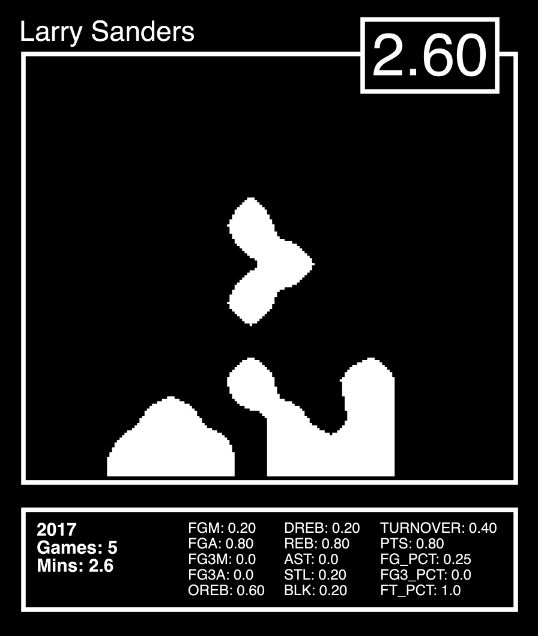 Larry Sanders
2.60
2017
Games: 5
Mins: 2.6
FGM: 0.20
FGA: 0.80
FG3M: 0.0
FG3A: 0.0
OREB: 0.60
DREB: 0.20
REB: 0.80
AST: 0.0
STL: 0.20
BLK: 0.20
TURNOVER: 0.40
PTS: 0.80
FG_PCT: 0.25
FG3_PCT: 0.0
FT_PCT: 1.0